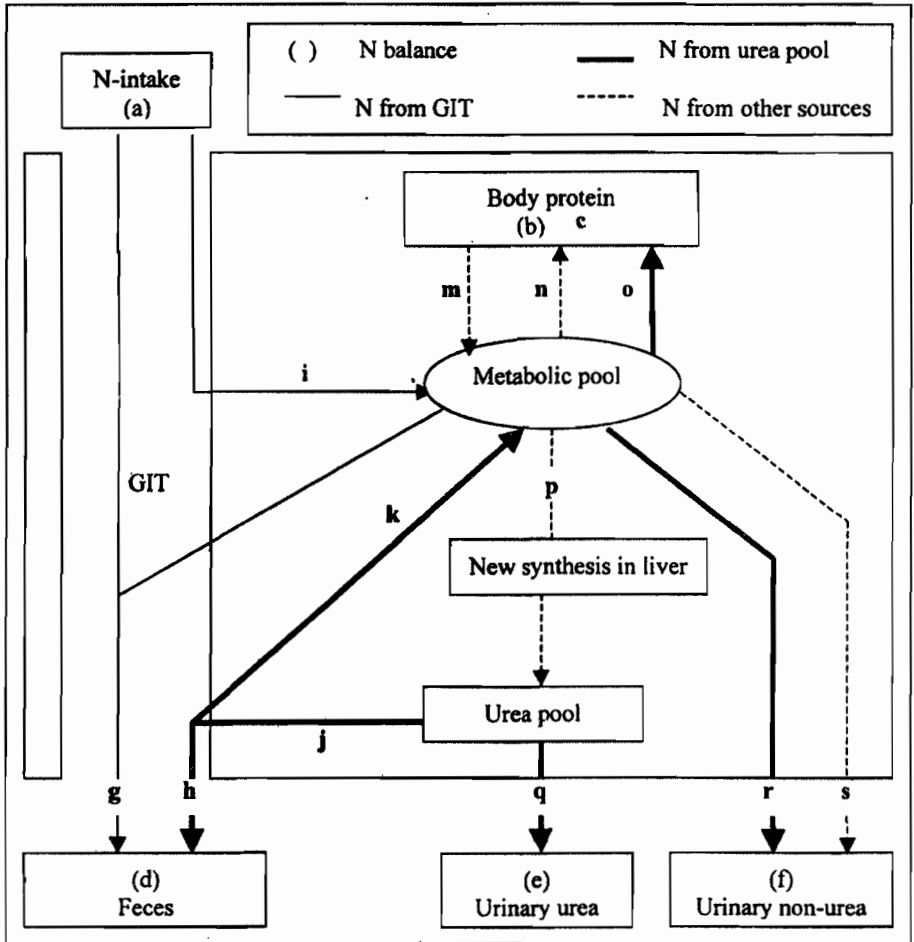 ( ) N balance
N from urea pool
N from GIT
N from other sources
N-intake
(a)
Body protein
(b) c
m
n
o
Metabolic pool
i
GIT
k
p
New synthesis in liver
Urea pool
j
g
h
q
r
s
(d)
Feces
(e)
Urinary urea
(f)
Urinary non-urea